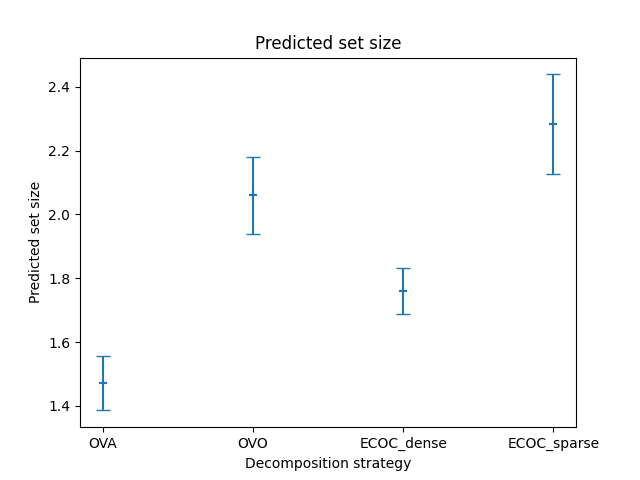 Predicted set size
2.4
2.2
2.0
1.8
1.6
1.4
Predicted set size
OVA OVO ECOC_dense ECOC_sparse
Decomposition strategy